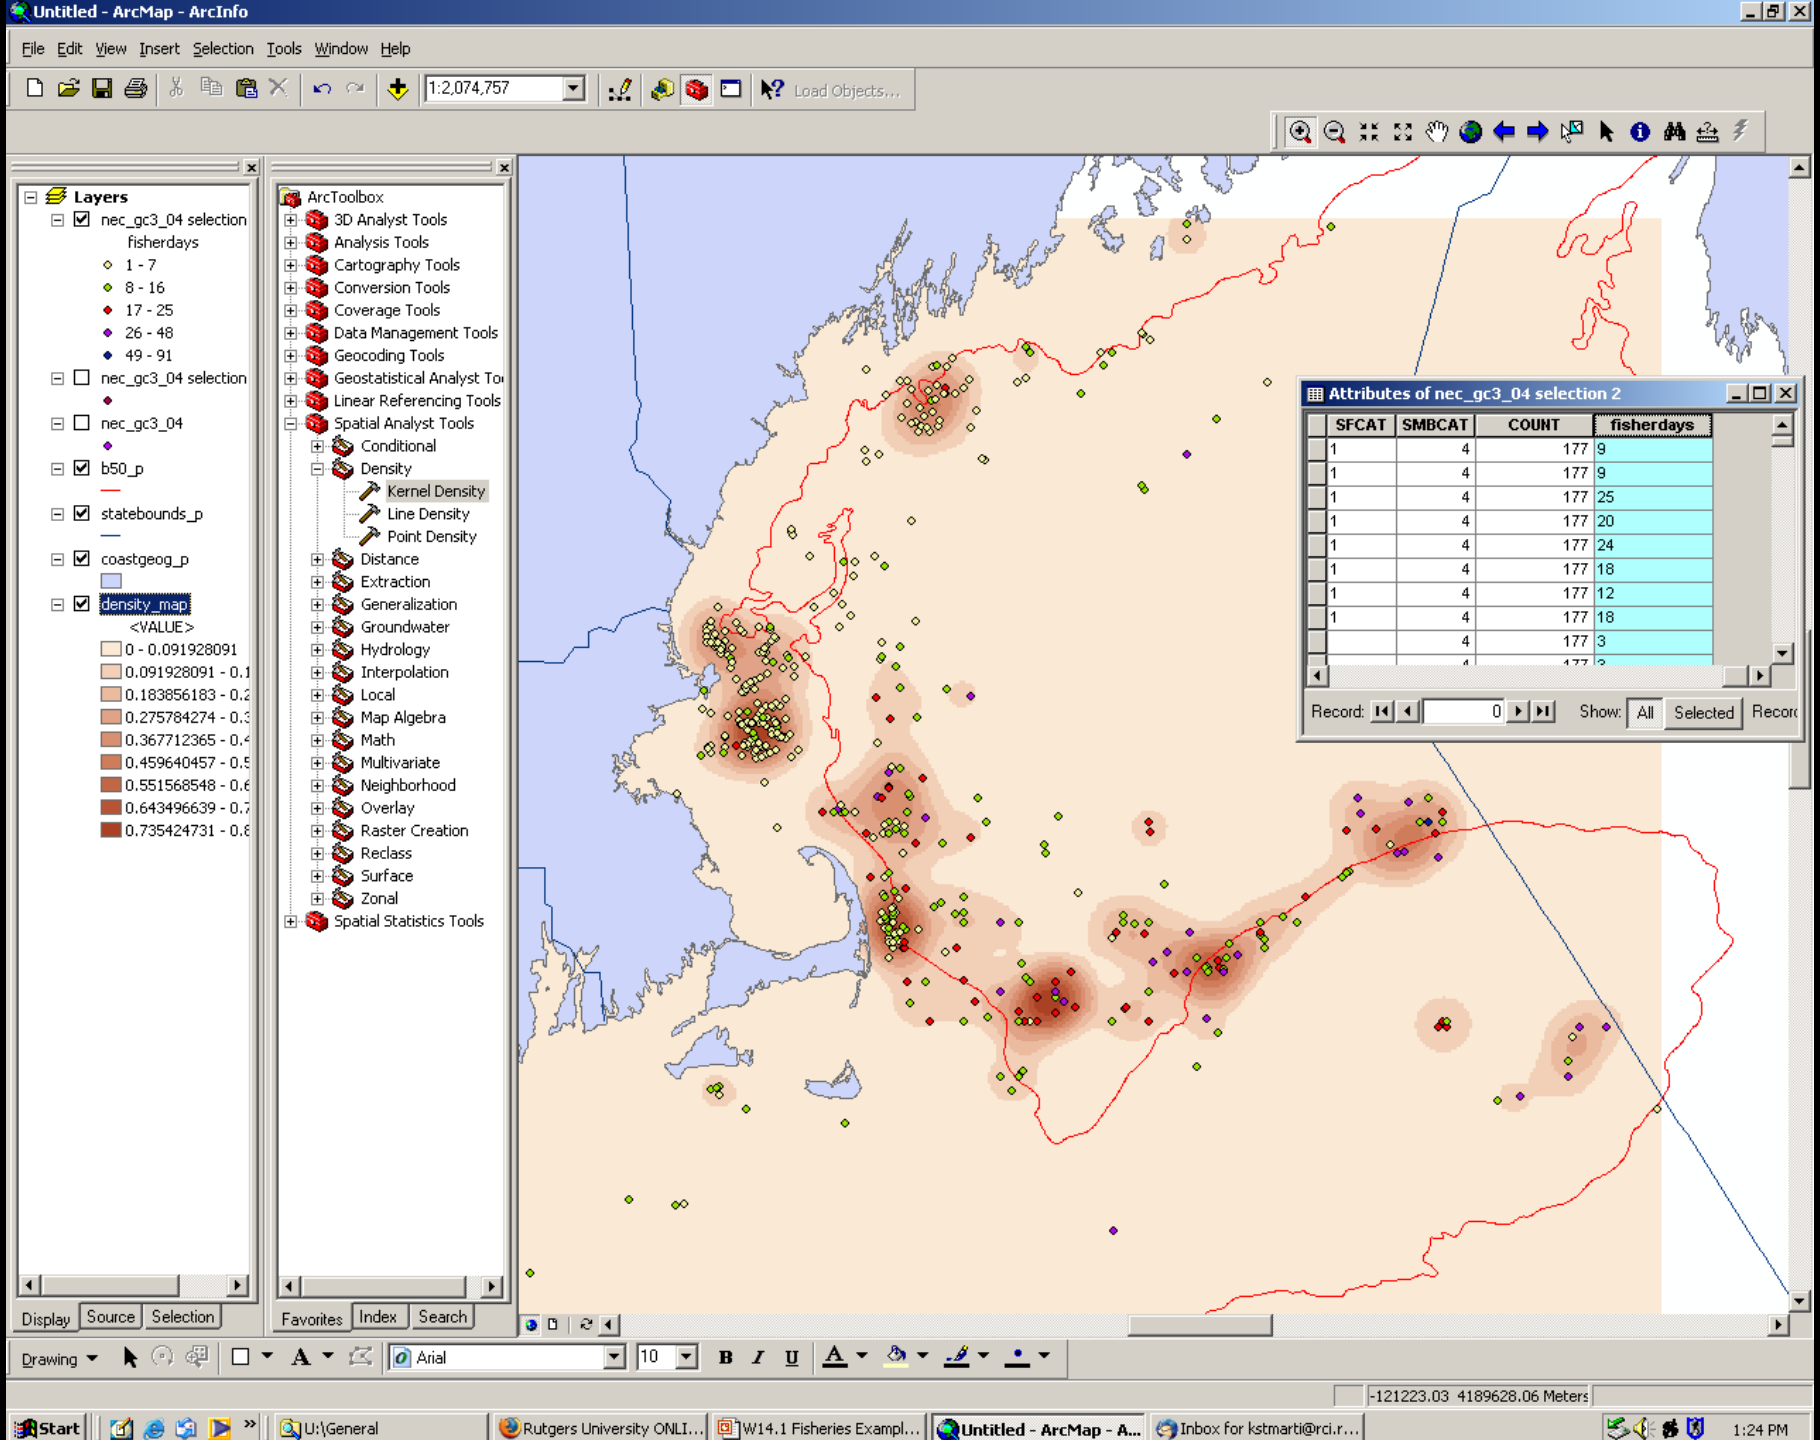 Untitled - ArcMap - ArcInfo
File Edit View Insert Selection Tools Window Help
1:2,074,757
Load Objects...
Layers
nec_gc3_04 selection
fisherdays
1 - 7
8 - 16
17 - 25
26 - 48
49 - 91
nec_gc3_04 selection
nec_gc3_04
b50_p
statebounds_p
coastgeog_p
density_map
<VALUE>
0 - 0.091928091
0.091928091 - 0.1
0.183856183 - 0.2
0.275784274 - 0.3
0.367712365 - 0.4
0.459640457 - 0.5
0.551568548 - 0.6
0.643496639 - 0.7
0.735424731 - 0.8
Display Source Selection
ArcToolbox
3D Analyst Tools
Analysis Tools
Cartography Tools
Conversion Tools
Coverage Tools
Data Management Tools
Geocoding Tools
Geostatistical Analyst To
Linear Referencing Tools
Spatial Analyst Tools
Conditional
Density
Kernel Density
Line Density
Point Density
Distance
Extraction
Generalization
Groundwater
Hydrology
Interpolation
Local
Map Algebra
Math
Multivariate
Neighborhood
Overlay
Raster Creation
Reclass
Surface
Zonal
Spatial Statistics Tools
Favorites Index Search
Attributes of nec_gc3_04 selection 2
SFCAT SMBCAT COUNT fisherdays
1 4 177 9
1 4 177 9
1 4 177 25
1 4 177 20
1 4 177 24
1 4 177 18
1 4 177 12
1 4 177 18
4 177 3
4 177 3
Record: 0 Show: All Selected Recor
Drawing A Arial 10 B I U A
-121223.03 4189628.06 Meters
Start U:\General Rutgers University ONLI... W14.1 Fisheries Exampl... Untitled - ArcMap - A... Inbox for kstmarti@rci.r... 1:24 PM